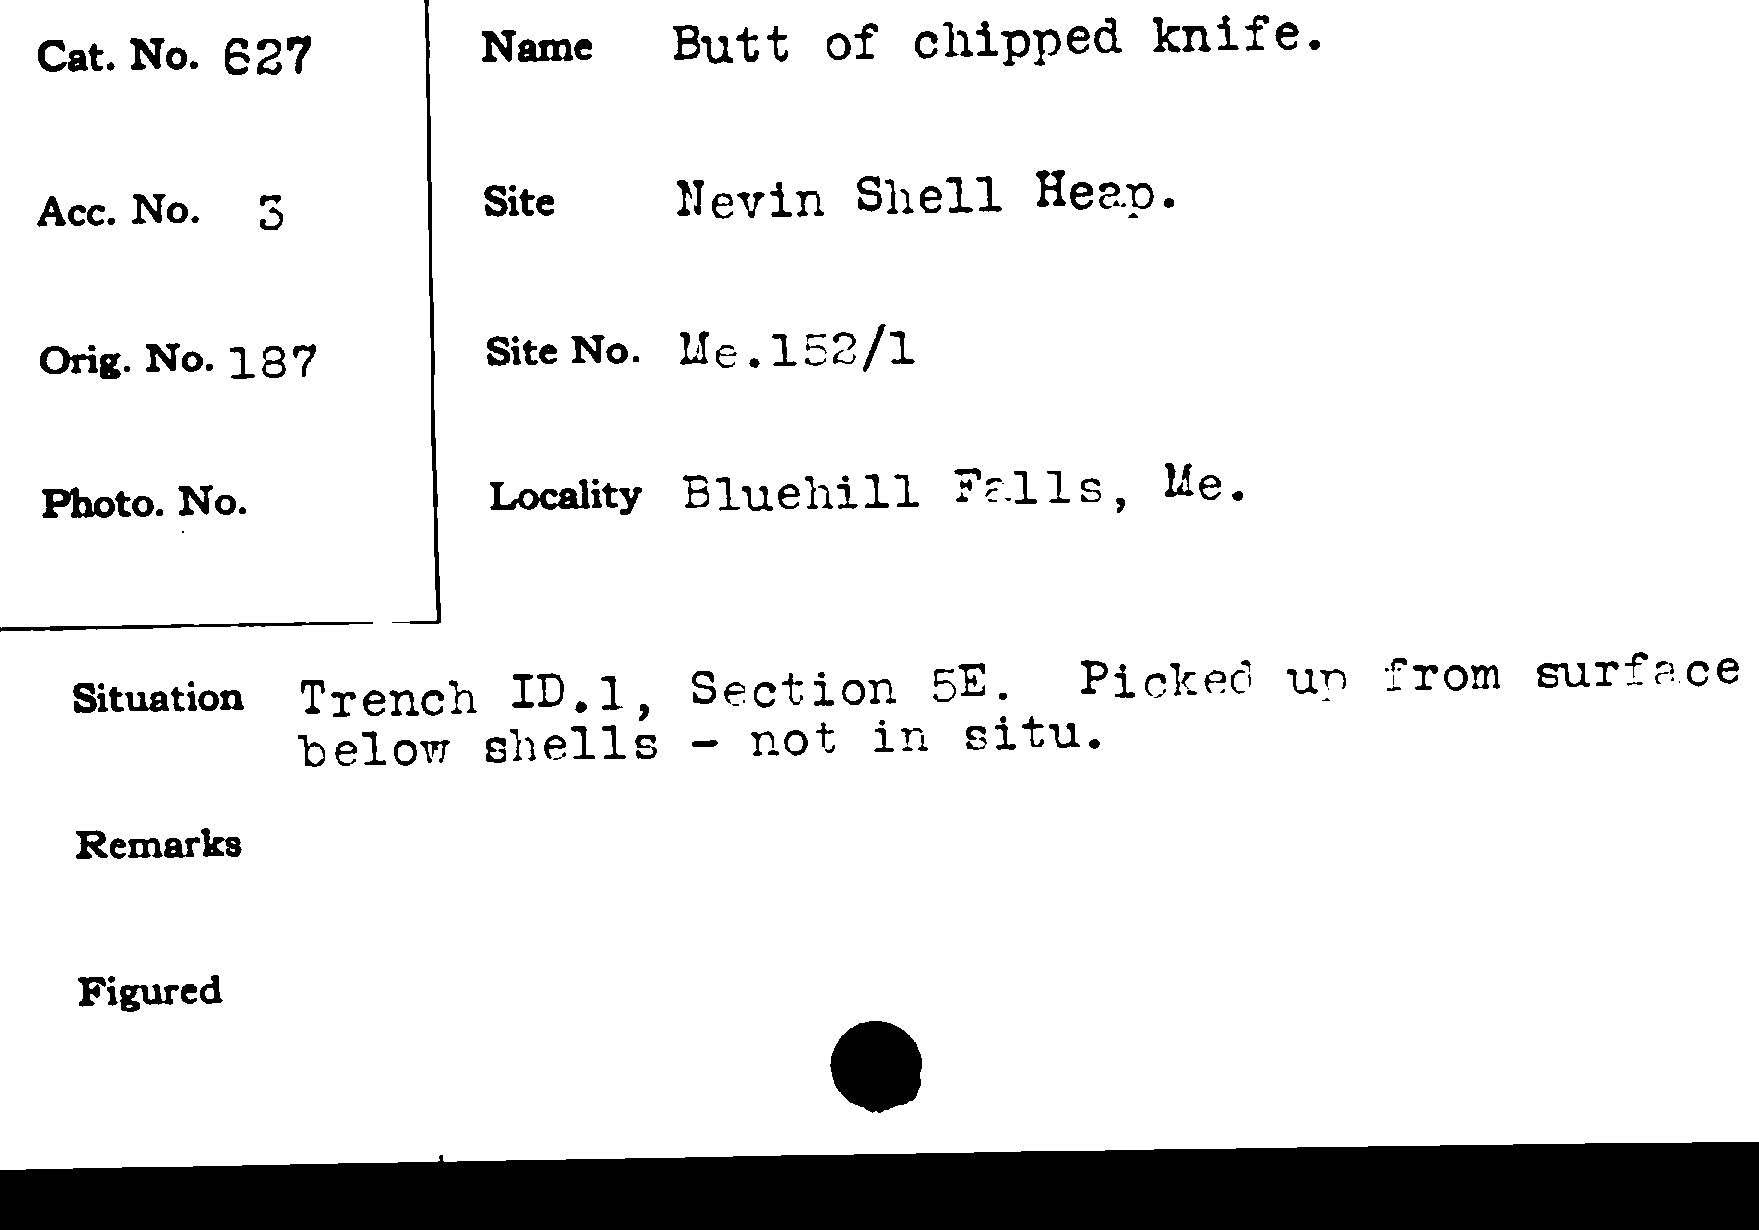 Cat. No. 627
Name Butt of chipped knife.
Acc. No. 3
Site Nevin Shell Heap.
Orig. No. 187
Site No. Me.152/1
Photo. No.
Locality Bluehill Falls, Me.
Situation Trench ID.1, Section 5E. Picked up from surface
below shells - not in situ.
Remarks
Figured